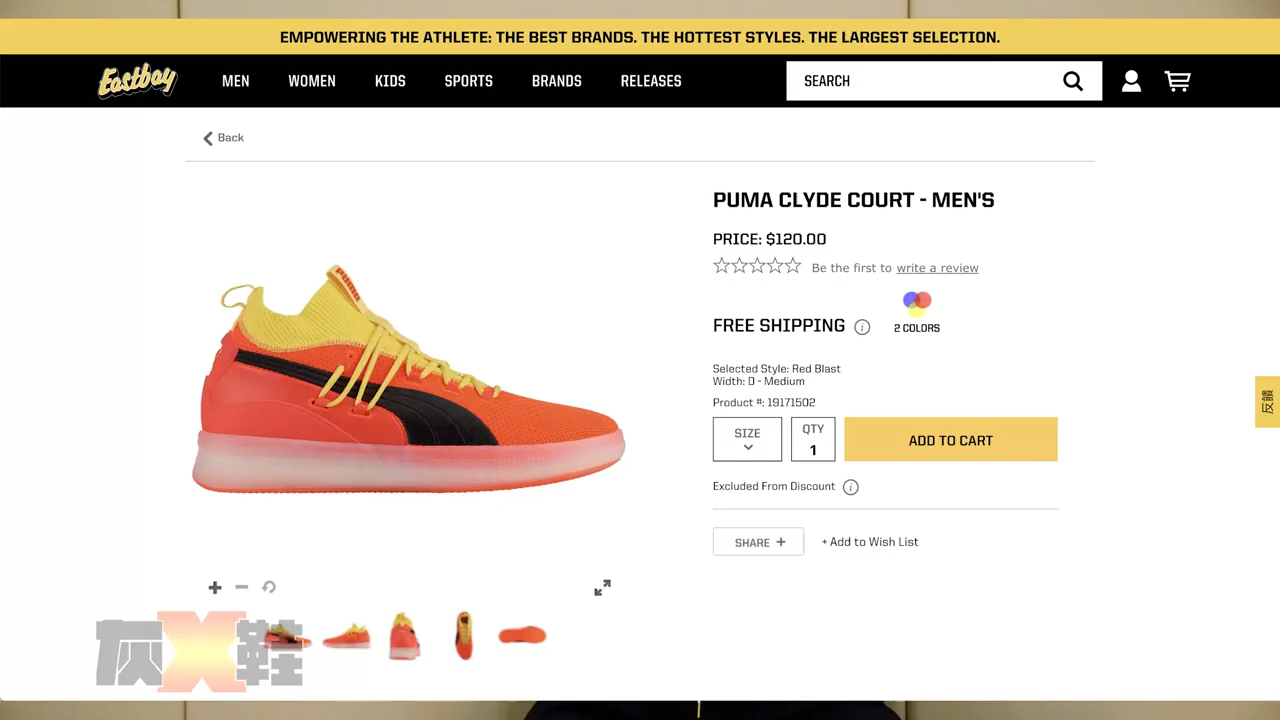 EMPOWERING THE ATHLETE: THE BEST BRANDS. THE HOTTEST STYLES. THE LARGEST SELECTION.
Eastbay MEN WOMEN KIDS SPORTS BRANDS RELEASES SEARCH
Back
PUMA CLYDE COURT - MEN'S
PRICE: $120.00
Be the first to write a review
FREE SHIPPING i 2 COLORS
Selected Style: Red Blast
Width: D - Medium
Product #: 19171502
SIZE QTY 1 ADD TO CART
Excluded From Discount i
SHARE + + Add to Wish List
反饋
PUMA
灰X鞋